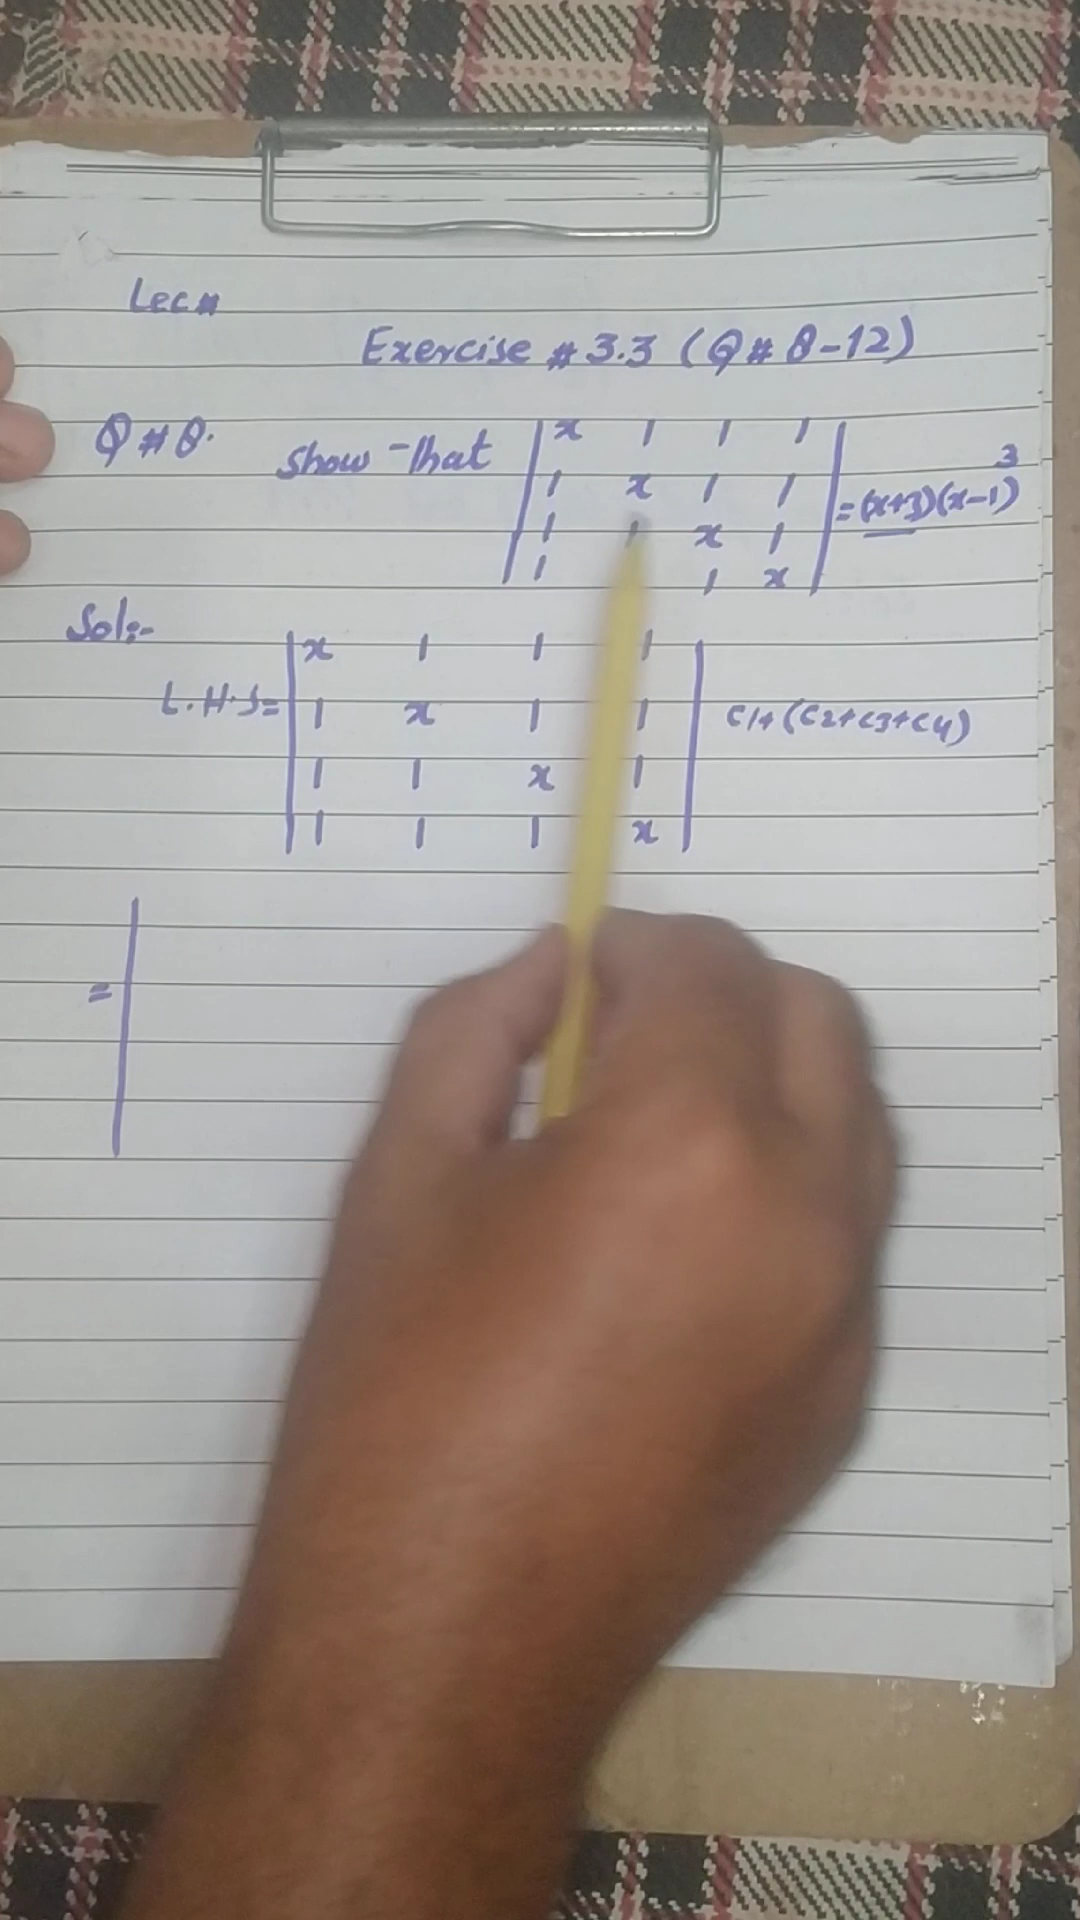 Lec#
Exercise # 3.3 (Q# 8-12)
Q#8. Show that | x 1 1 1 |
| 1 x 1 1 | = (x+3)(x-1)³
| 1 1 x 1 |
| 1 1 x |
Sol:-
L.H.S = | x 1 1 1 |
| 1 x 1 1 | C1+(C2+C3+C4)
| 1 1 x 1 |
| 1 1 1 x |
= |